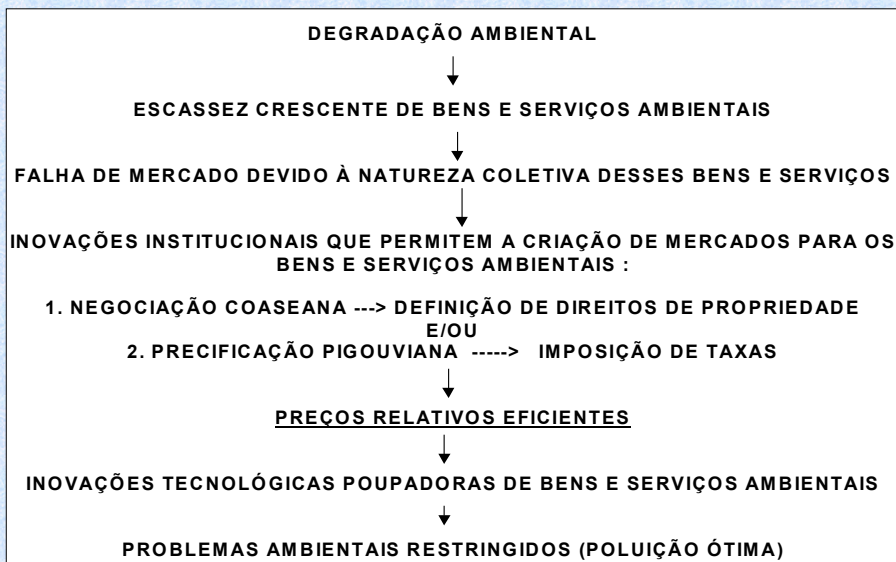 DEGRADAÇÃO AMBIENTAL
ESCASSEZ CRESCENTE DE BENS E SERVIÇOS AMBIENTAIS
FALHA DE MERCADO DEVIDO À NATUREZA COLETIVA DESSES BENS E SERVIÇOS
INOVAÇÕES INSTITUCIONAIS QUE PERMITEM A CRIAÇÃO DE MERCADOS PARA OS
BENS E SERVIÇOS AMBIENTAIS :
1. NEGOCIAÇÃO COASEANA ---> DEFINIÇÃO DE DIREITOS DE PROPRIEDADE
E/OU
2. PRECIFICAÇÃO PIGOUVIANA -----> IMPOSIÇÃO DE TAXAS
PREÇOS RELATIVOS EFICIENTES
INOVAÇÕES TECNOLÓGICAS POUPADORAS DE BENS E SERVIÇOS AMBIENTAIS
PROBLEMAS AMBIENTAIS RESTRINGIDOS (POLUIÇÃO ÓTIMA)